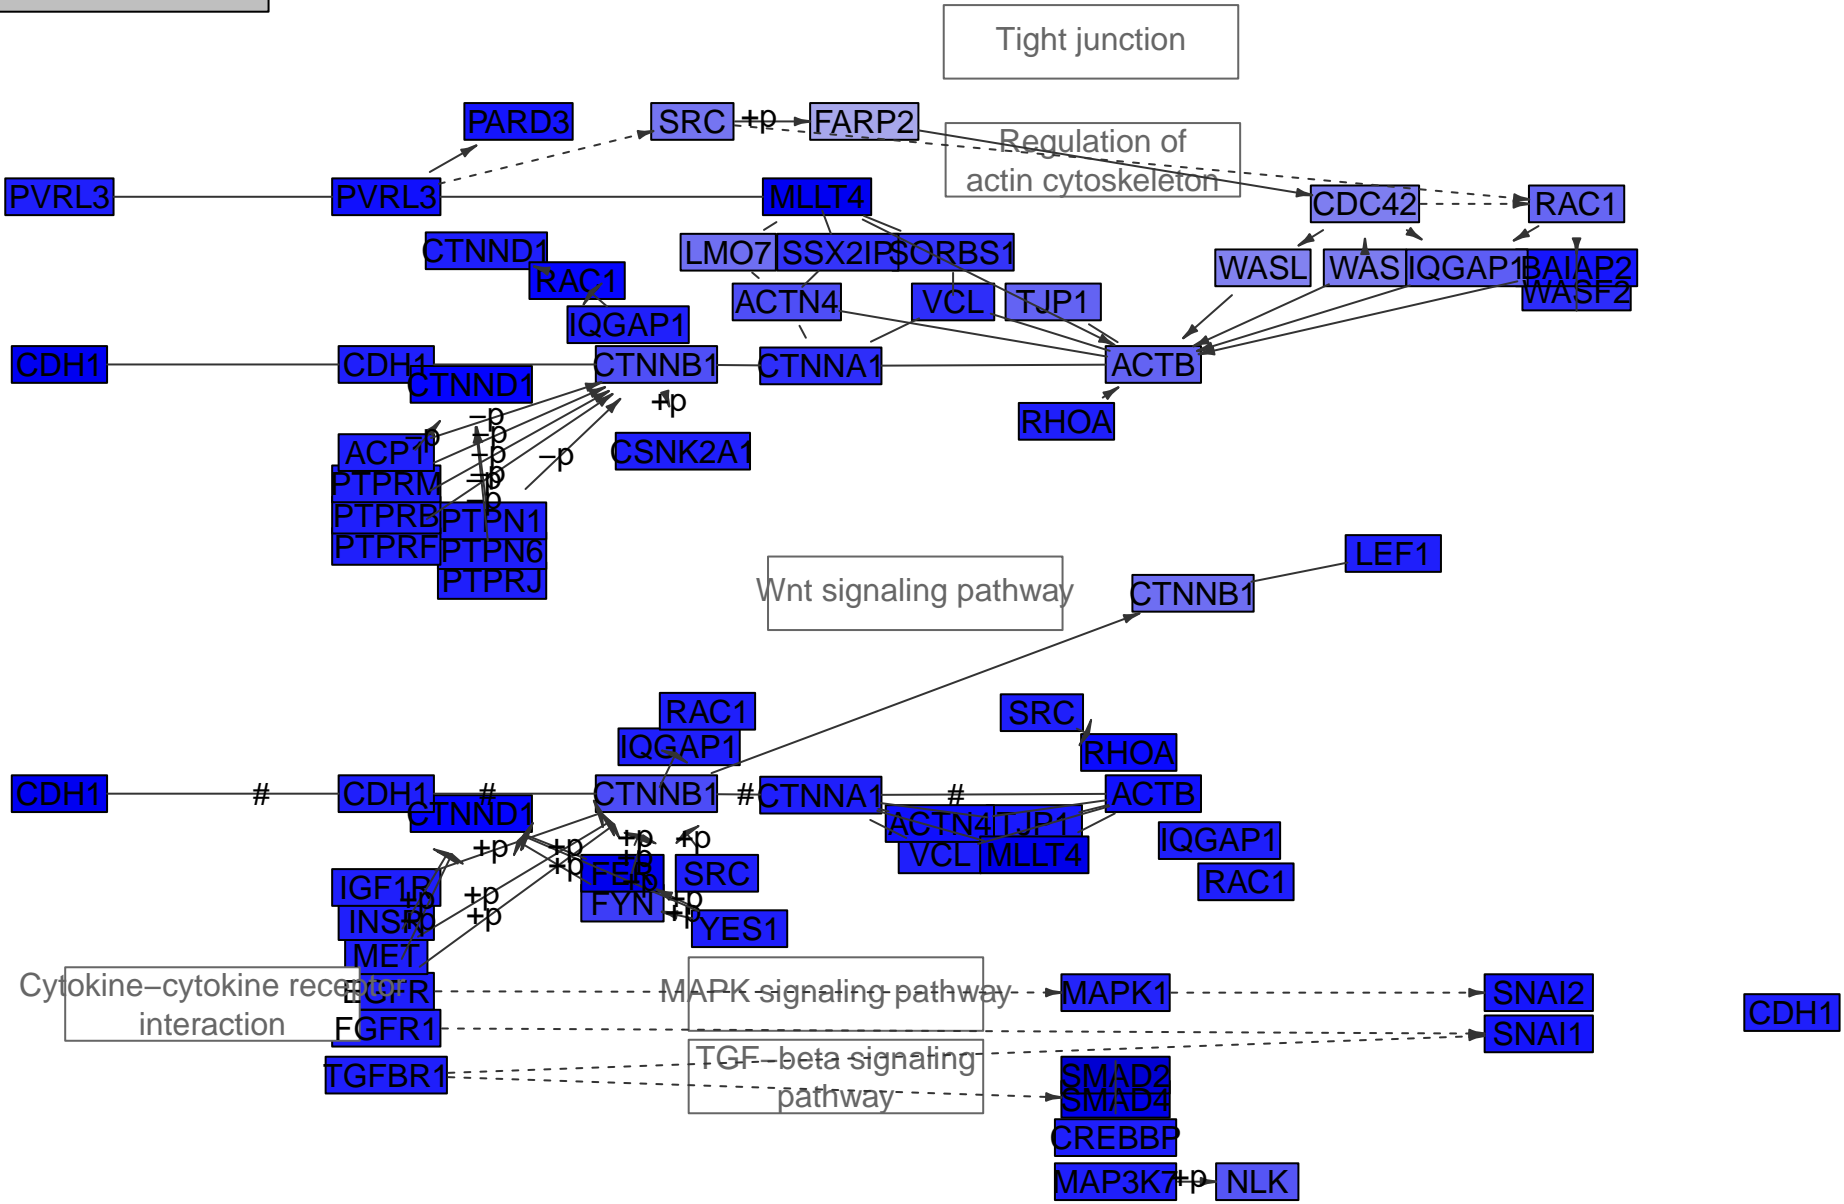 Tight junction
PARD3
SRC
+p
FARP2
Regulation of
actin cytoskeleton
PVRL3
PVRL3
MLLT4
CDC42
RAC1
CTNND1
RAC1
LMO7
SSX2IP
SORBS1
WASL
WAS
IQGAP1
BAIAP2
WASF2
ACTN4
VCL
TJP1
IQGAP1
CDH1
CDH1
CTNND1
CTNNB1
CTNNA1
ACTB
+p
RHOA
–p
–p
–p
–p
–p
–p
–p
–p
ACP1
CSNK2A1
PTPRM
PTPRB
PTPN1
PTPRF
PTPN6
PTPRJ
LEF1
Wnt signaling pathway
CTNNB1
RAC1
SRC
IQGAP1
RHOA
CDH1
#
CDH1
#
CTNNB1
#
CTNNA1
#
ACTB
CTNND1
ACTN4
TJP1
IQGAP1
+p
+p
+p
+p
VCL
MLLT4
+p
+p
IGF1R
FER
+p
SRC
RAC1
+p
+p
INSR
+p
+p
FYN
+p
+p
YES1
MET
Cytokine–cytokine receptor
interaction
EGFR
MAPK signaling pathway
MAPK1
SNAI2
CDH1
FGFR1
SNAI1
TGF–beta signaling
pathway
TGFBR1
SMAD2
SMAD4
CREBBP
MAP3K7
+p
NLK